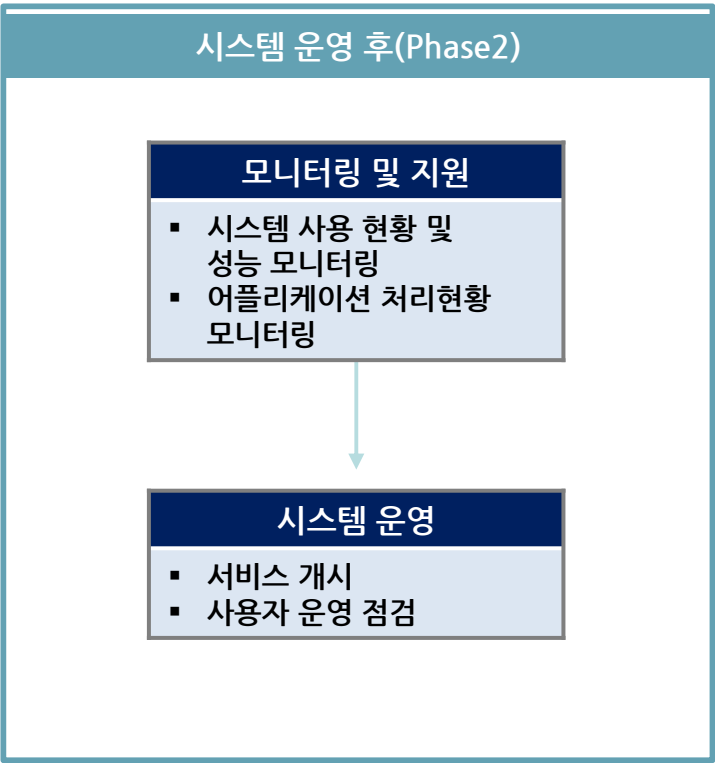 시스템 운영 후(Phase2)
모니터링 및 지원
▪ 시스템 사용 현황 및
성능 모니터링
▪ 어플리케이션 처리현황
모니터링
시스템 운영
▪ 서비스 개시
▪ 사용자 운영 점검